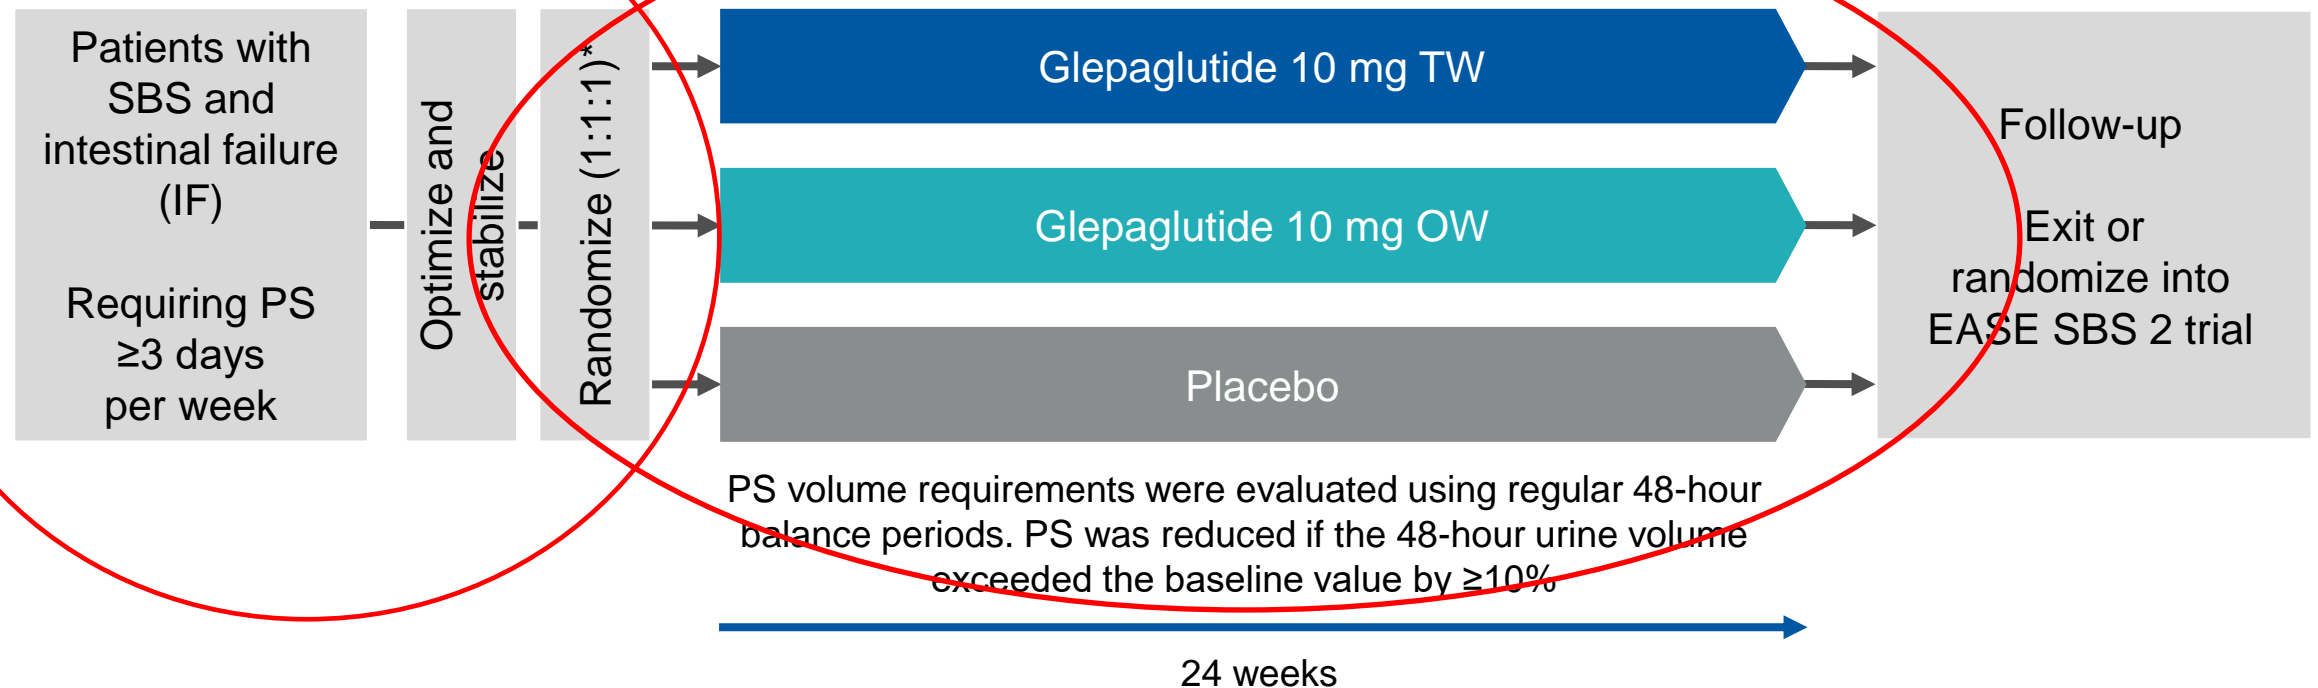 Patients with
SBS and
intestinal failure
(IF)
Requiring PS
≥3 days
per week
Optimize and
stabilize
Randomize (1:1:1)*
Glepaglutide 10 mg TW
Glepaglutide 10 mg OW
Placebo
PS volume requirements were evaluated using regular 48-hour
balance periods. PS was reduced if the 48-hour urine volume
exceeded the baseline value by ≥10%
24 weeks
Follow-up
Exit or
randomize into
EASE SBS 2 trial